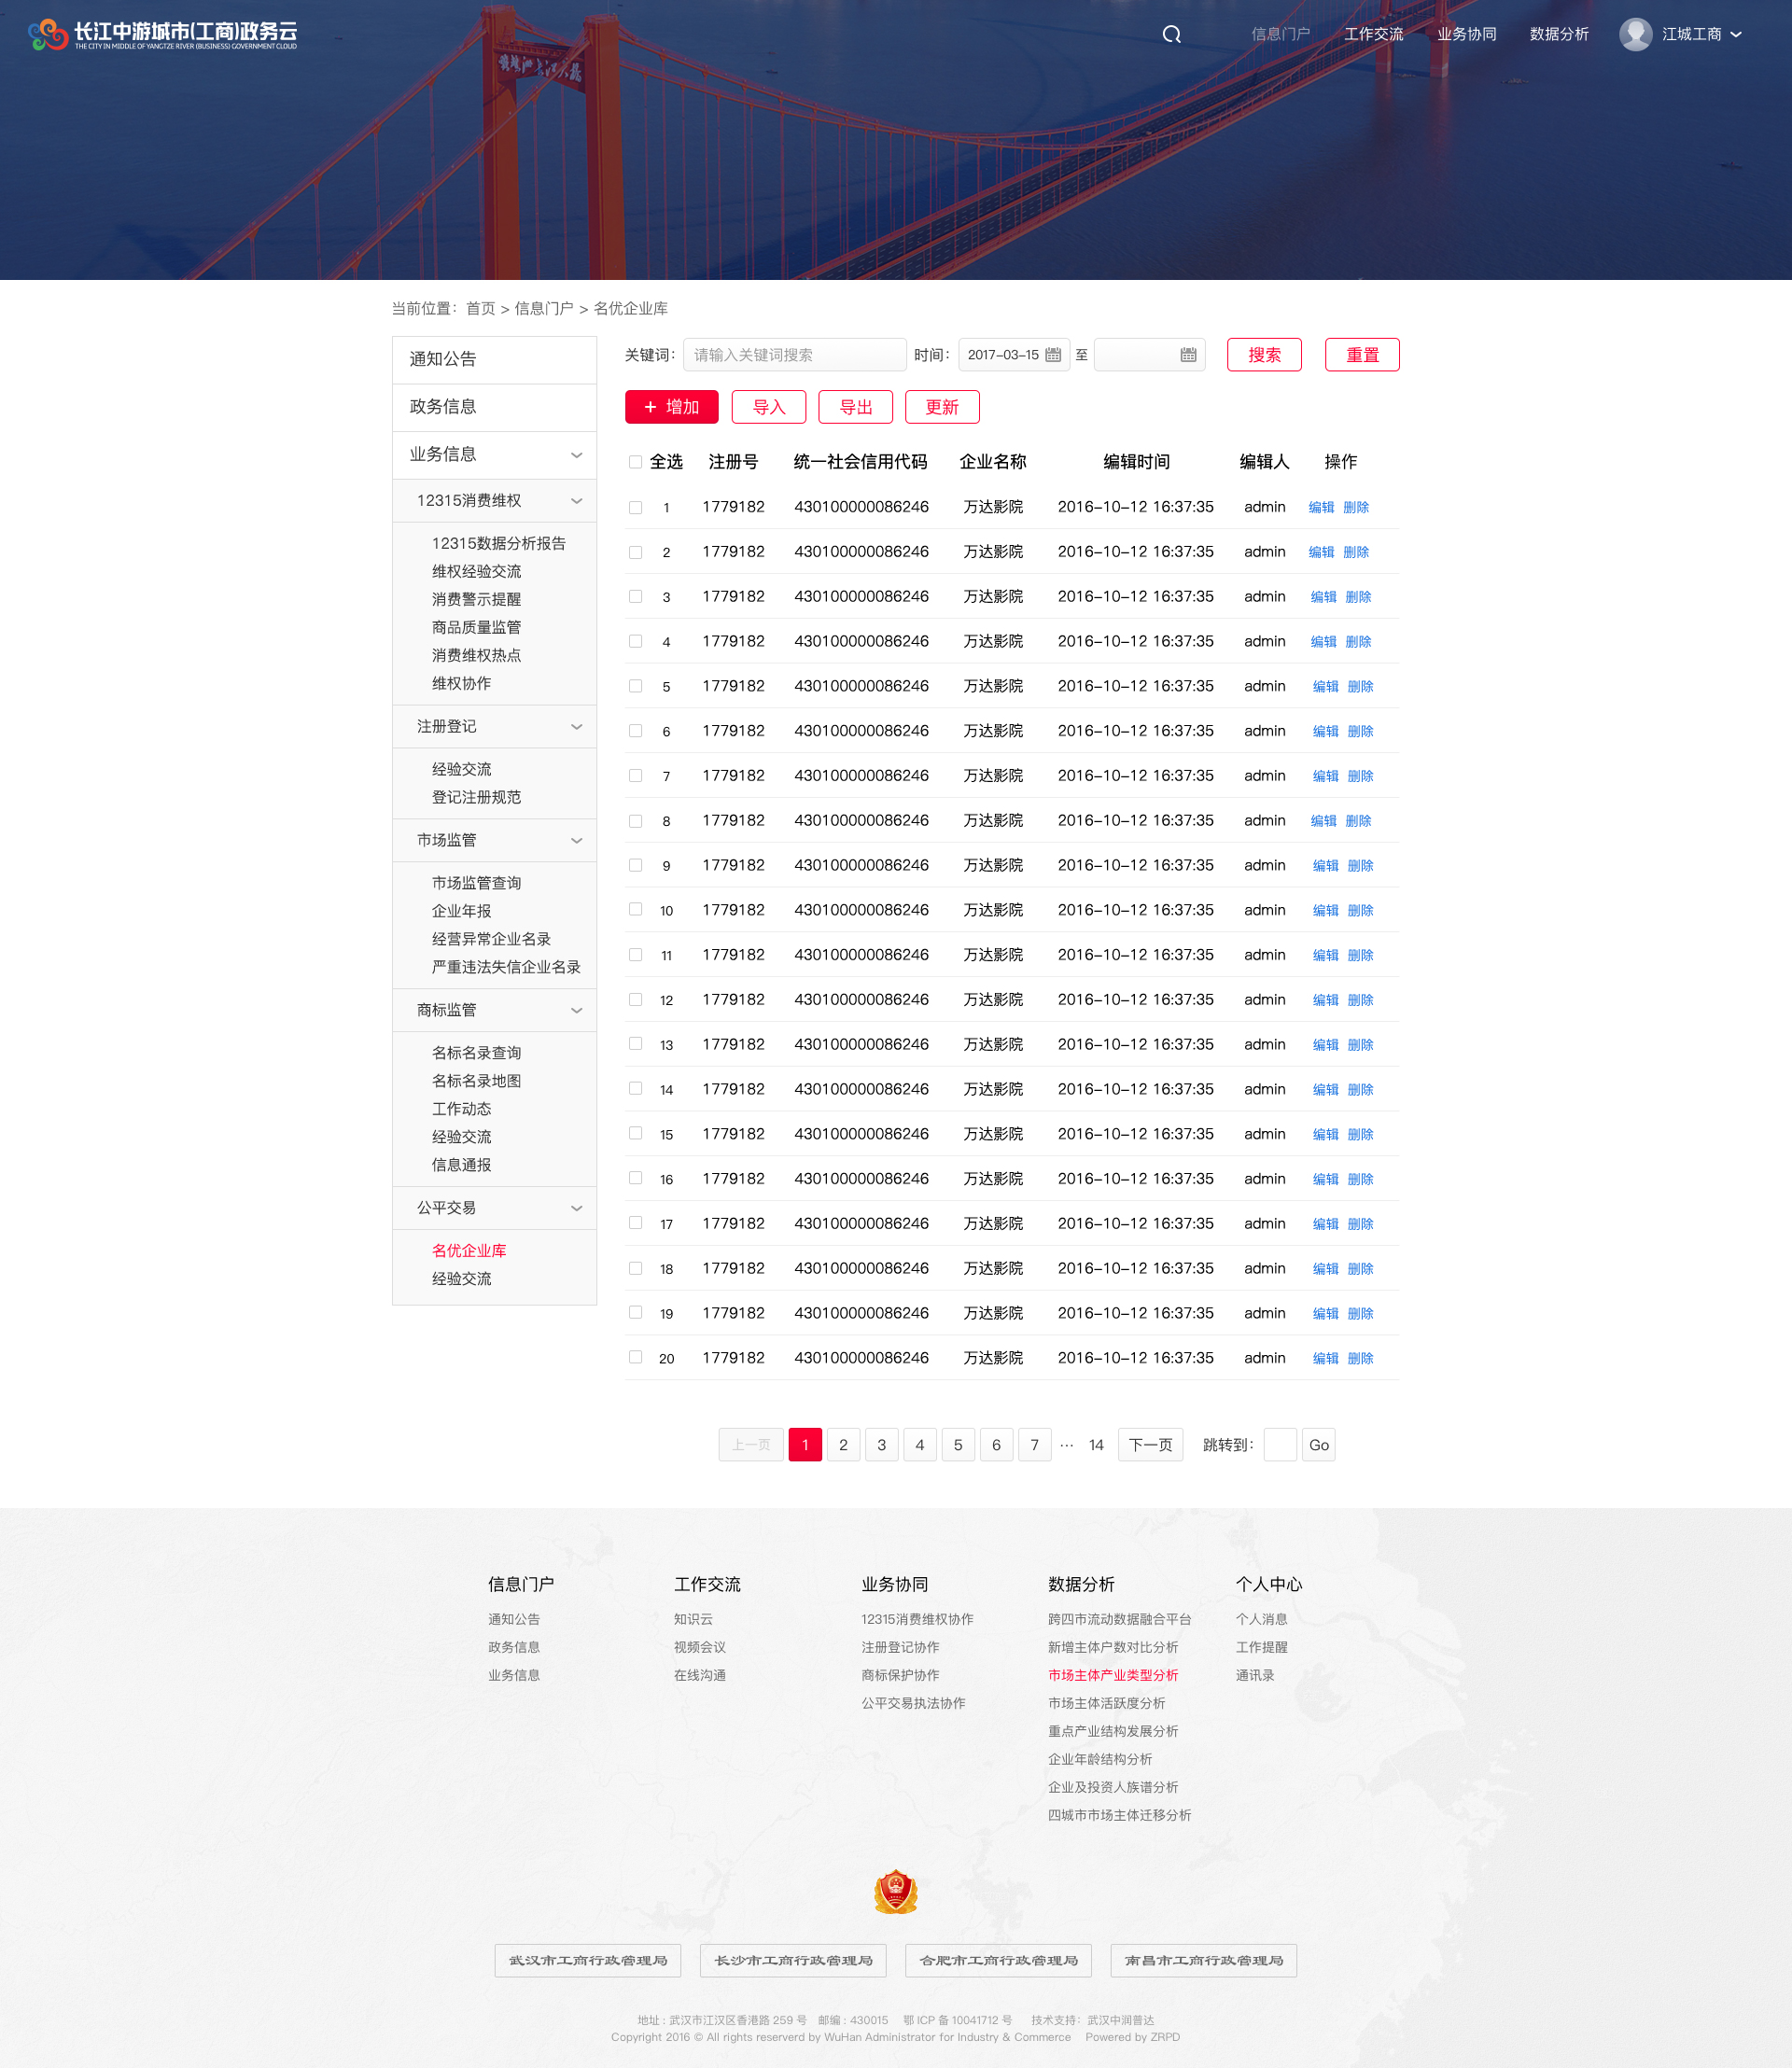 长江中游城市(工商)政务云
THE CITY IN MIDDLE OF YANGTZE RIVER (BUSINESS) GOVERNMENT CLOUD
信息门户 工作交流 业务协同 数据分析 江城工商
当前位置：首页 > 信息门户 > 名优企业库
通知公告
政务信息
业务信息
12315消费维权
12315数据分析报告
维权经验交流
消费警示提醒
商品质量监管
消费维权热点
维权协作
注册登记
经验交流
登记注册规范
市场监管
市场监管查询
企业年报
经营异常企业名录
严重违法失信企业名录
商标监管
名标名录查询
名标名录地图
工作动态
经验交流
信息通报
公平交易
名优企业库
经验交流
关键词： 请输入关键词搜索 时间： 2017-03-15 至 搜索 重置
+ 增加 导入 导出 更新
全选 注册号 统一社会信用代码 企业名称 编辑时间 编辑人 操作
1 1779182 430100000086246 万达影院 2016-10-12 16:37:35 admin 编辑 删除
2 1779182 430100000086246 万达影院 2016-10-12 16:37:35 admin 编辑 删除
3 1779182 430100000086246 万达影院 2016-10-12 16:37:35 admin 编辑 删除
4 1779182 430100000086246 万达影院 2016-10-12 16:37:35 admin 编辑 删除
5 1779182 430100000086246 万达影院 2016-10-12 16:37:35 admin 编辑 删除
6 1779182 430100000086246 万达影院 2016-10-12 16:37:35 admin 编辑 删除
7 1779182 430100000086246 万达影院 2016-10-12 16:37:35 admin 编辑 删除
8 1779182 430100000086246 万达影院 2016-10-12 16:37:35 admin 编辑 删除
9 1779182 430100000086246 万达影院 2016-10-12 16:37:35 admin 编辑 删除
10 1779182 430100000086246 万达影院 2016-10-12 16:37:35 admin 编辑 删除
11 1779182 430100000086246 万达影院 2016-10-12 16:37:35 admin 编辑 删除
12 1779182 430100000086246 万达影院 2016-10-12 16:37:35 admin 编辑 删除
13 1779182 430100000086246 万达影院 2016-10-12 16:37:35 admin 编辑 删除
14 1779182 430100000086246 万达影院 2016-10-12 16:37:35 admin 编辑 删除
15 1779182 430100000086246 万达影院 2016-10-12 16:37:35 admin 编辑 删除
16 1779182 430100000086246 万达影院 2016-10-12 16:37:35 admin 编辑 删除
17 1779182 430100000086246 万达影院 2016-10-12 16:37:35 admin 编辑 删除
18 1779182 430100000086246 万达影院 2016-10-12 16:37:35 admin 编辑 删除
19 1779182 430100000086246 万达影院 2016-10-12 16:37:35 admin 编辑 删除
20 1779182 430100000086246 万达影院 2016-10-12 16:37:35 admin 编辑 删除
上一页 1 2 3 4 5 6 7 ··· 14 下一页 跳转到： Go
信息门户
通知公告
政务信息
业务信息
工作交流
知识云
视频会议
在线沟通
业务协同
12315消费维权协作
注册登记协作
商标保护协作
公平交易执法协作
数据分析
跨四市流动数据融合平台
新增主体户数对比分析
市场主体产业类型分析
市场主体活跃度分析
重点产业结构发展分析
企业年龄结构分析
企业及投资人族谱分析
四城市市场主体迁移分析
个人中心
个人消息
工作提醒
通讯录
武汉市工商行政管理局 长沙市工商行政管理局 合肥市工商行政管理局 南昌市工商行政管理局
地址 : 武汉市江汉区香港路 259 号 邮编 : 430015 鄂 ICP 备 10041712 号 技术支持：武汉中润普达
Copyright 2016 © All rights reserverd by WuHan Administrator for Industry & Commerce Powered by ZRPD